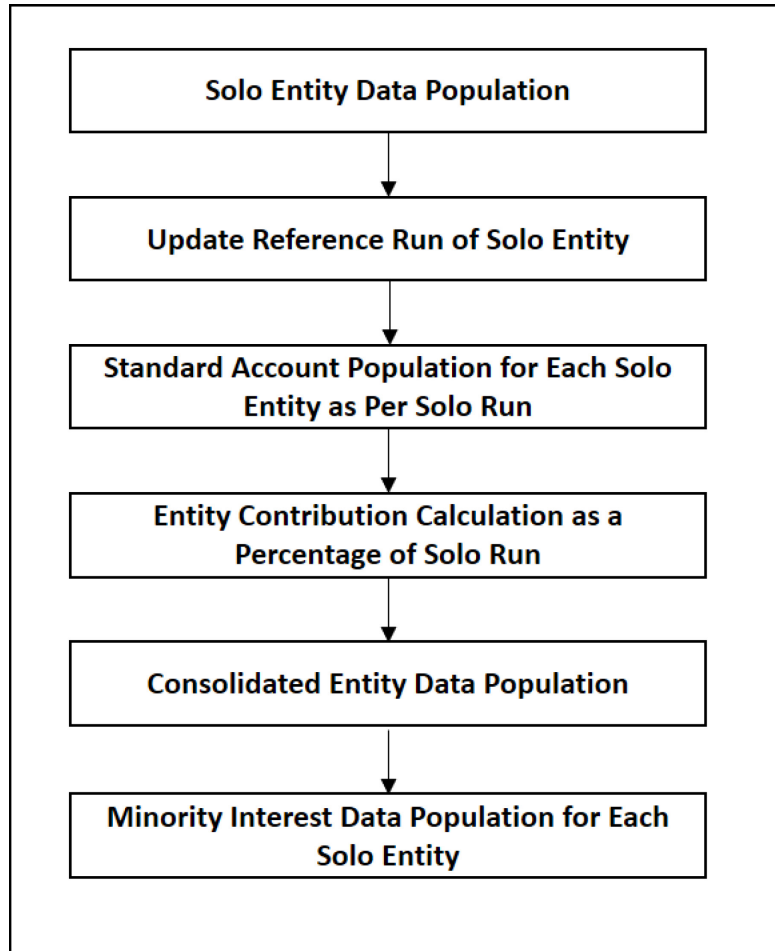 Solo Entity Data Population
Update Reference Run of Solo Entity
Standard Account Population for Each Solo
Entity as Per Solo Run
Entity Contribution Calculation as a
Percentage of Solo Run
Consolidated Entity Data Population
Minority Interest Data Population for Each
Solo Entity